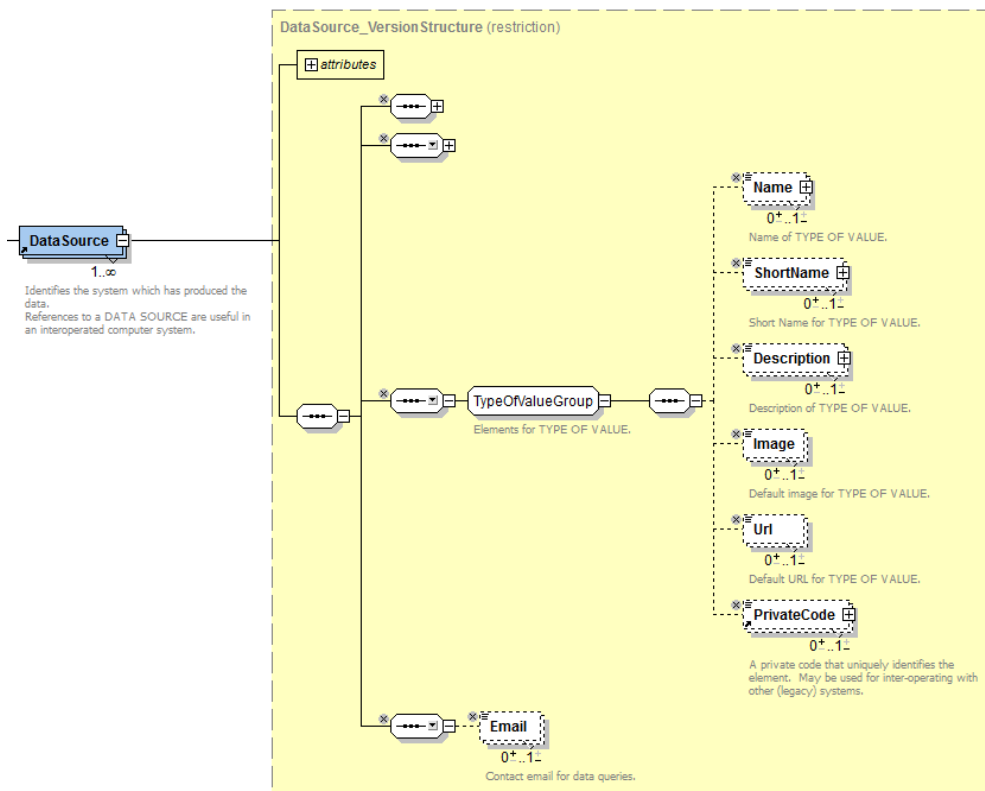 DataSource_VersionStructure (restriction)
attributes
DataSource
1..∞
Identifies the system which has produced the
data.
References to a DATA SOURCE are useful in
an interoperated computer system.
TypeOfValueGroup
Elements for TYPE OF VALUE.
Name
0..1
Name of TYPE OF VALUE.
ShortName
0..1
Short Name for TYPE OF VALUE.
Description
0..1
Description of TYPE OF VALUE.
Image
0..1
Default image for TYPE OF VALUE.
Url
0..1
Default URL for TYPE OF VALUE.
PrivateCode
0..1
A private code that uniquely identifies the
element.  May be used for inter-operating with
other (legacy) systems.
Email
0..1
Contact email for data queries.